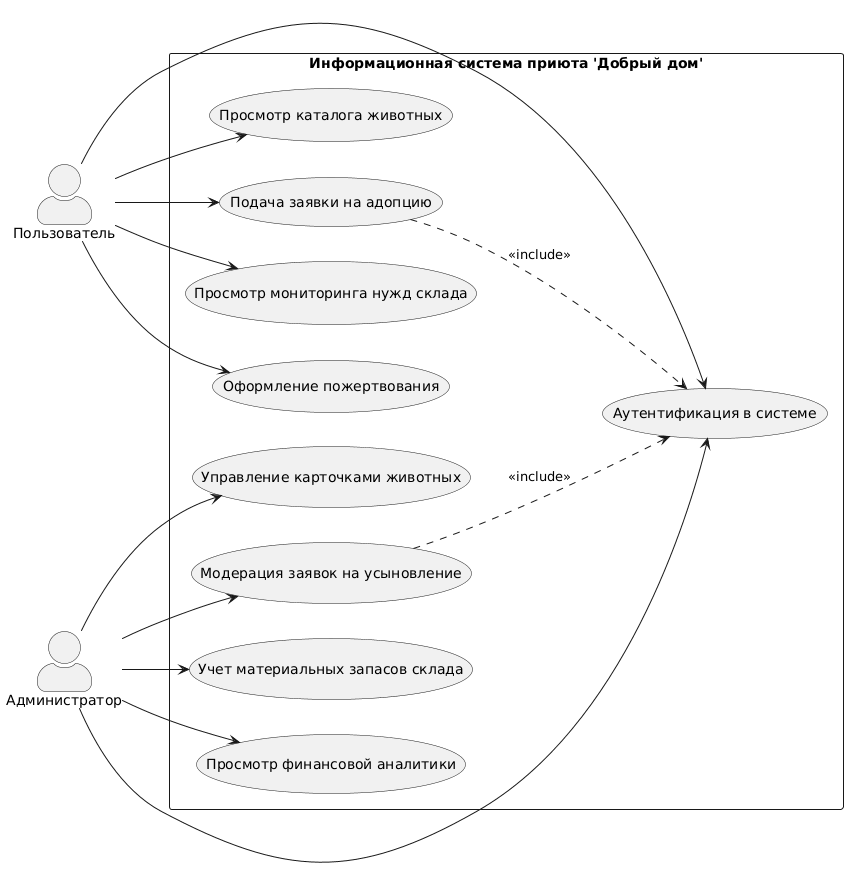 Информационная система приюта 'Добрый дом'
Просмотр каталога животных
Подача заявки на адопцию
Пользователь
«include»
Просмотр мониторинга нужд склада
Оформление пожертвования
Аутентификация в системе
Управление карточками животных
«include»
Модерация заявок на усыновление
Учет материальных запасов склада
Администратор
Просмотр финансовой аналитики